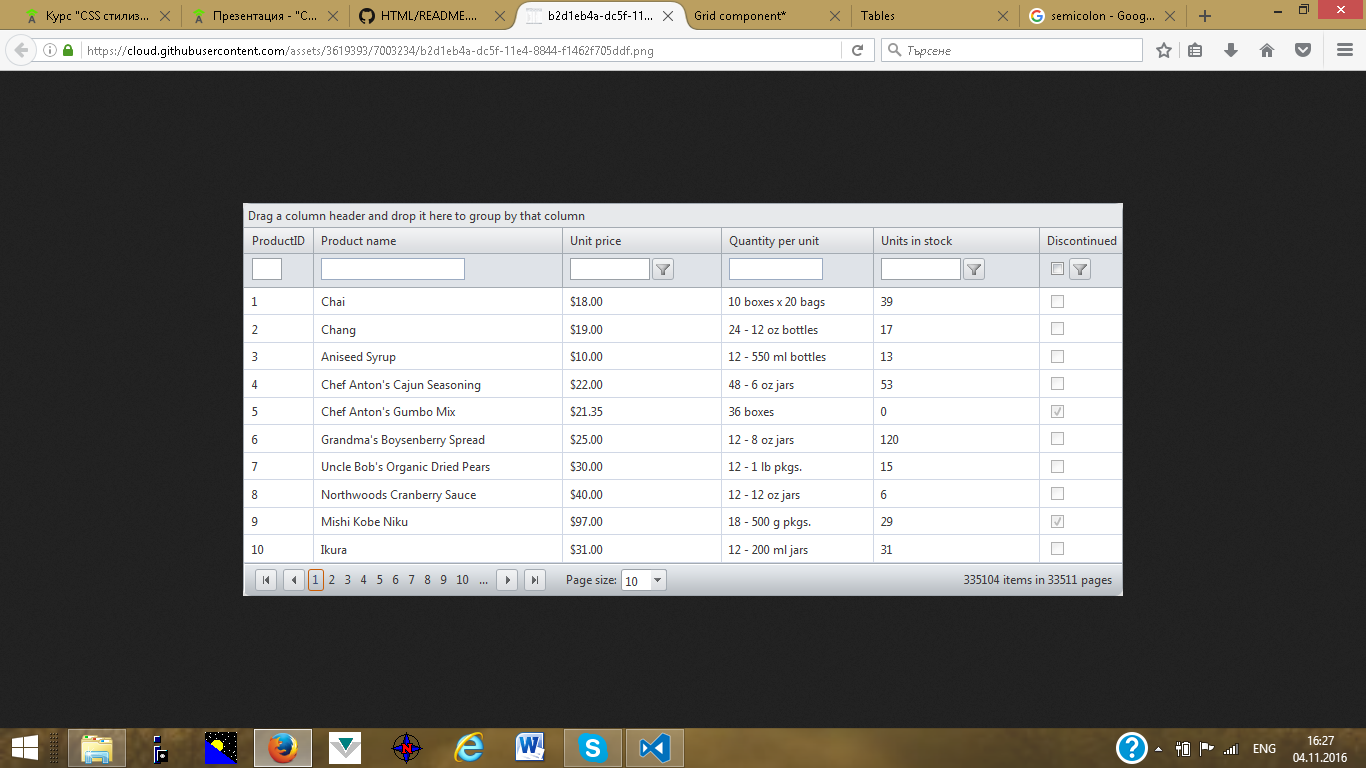 Курс "CSS стилиз...
Презентация - "C...
HTML/README....
b2d1eb4a-dc5f-11...
Grid component*
Tables
semicolon - Goog...
https://cloud.githubusercontent.com/assets/3619393/7003234/b2d1eb4a-dc5f-11e4-8844-f1462f705ddf.png
Търсене
Drag a column header and drop it here to group by that column
ProductID Product name Unit price Quantity per unit Units in stock Discontinued
1 Chai $18.00 10 boxes x 20 bags 39
2 Chang $19.00 24 - 12 oz bottles 17
3 Aniseed Syrup $10.00 12 - 550 ml bottles 13
4 Chef Anton's Cajun Seasoning $22.00 48 - 6 oz jars 53
5 Chef Anton's Gumbo Mix $21.35 36 boxes 0
6 Grandma's Boysenberry Spread $25.00 12 - 8 oz jars 120
7 Uncle Bob's Organic Dried Pears $30.00 12 - 1 lb pkgs. 15
8 Northwoods Cranberry Sauce $40.00 12 - 12 oz jars 6
9 Mishi Kobe Niku $97.00 18 - 500 g pkgs. 29
10 Ikura $31.00 12 - 200 ml jars 31
1 2 3 4 5 6 7 8 9 10 ... Page size: 10 335104 items in 33511 pages
ENG
16:27
04.11.2016